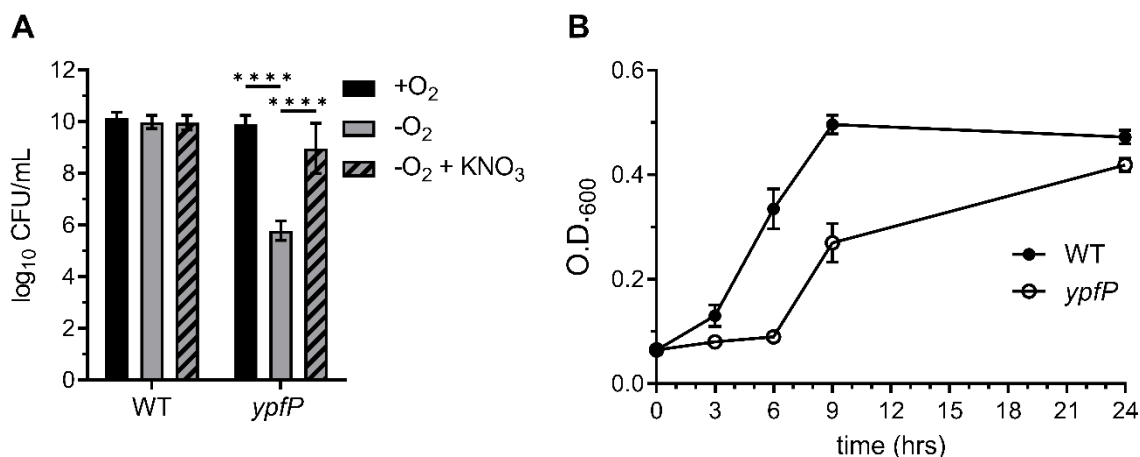 A
log₁₀ CFU/mL
12
10
8
6
4
2
0
****
****
WT
ypfP
+O₂
-O₂
-O₂ + KNO₃
B
O.D.₆₀₀
0.6
0.4
0.2
0.0
0 3 6 9 12 15 18 21 24
time (hrs)
WT
ypfP